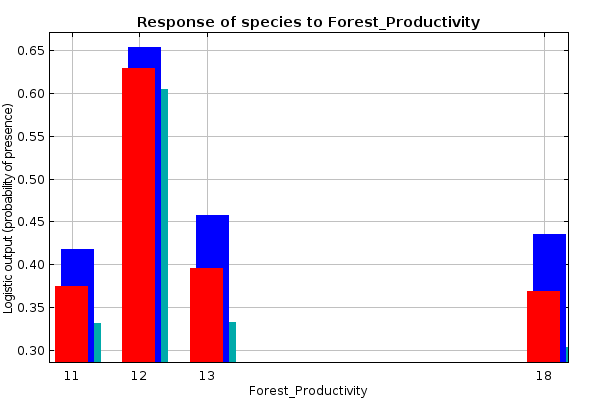 Response of species to Forest_Productivity
Logistic output (probability of presence)
0.65
0.60
0.55
0.50
0.45
0.40
0.35
0.30
11 12 13 18
Forest_Productivity